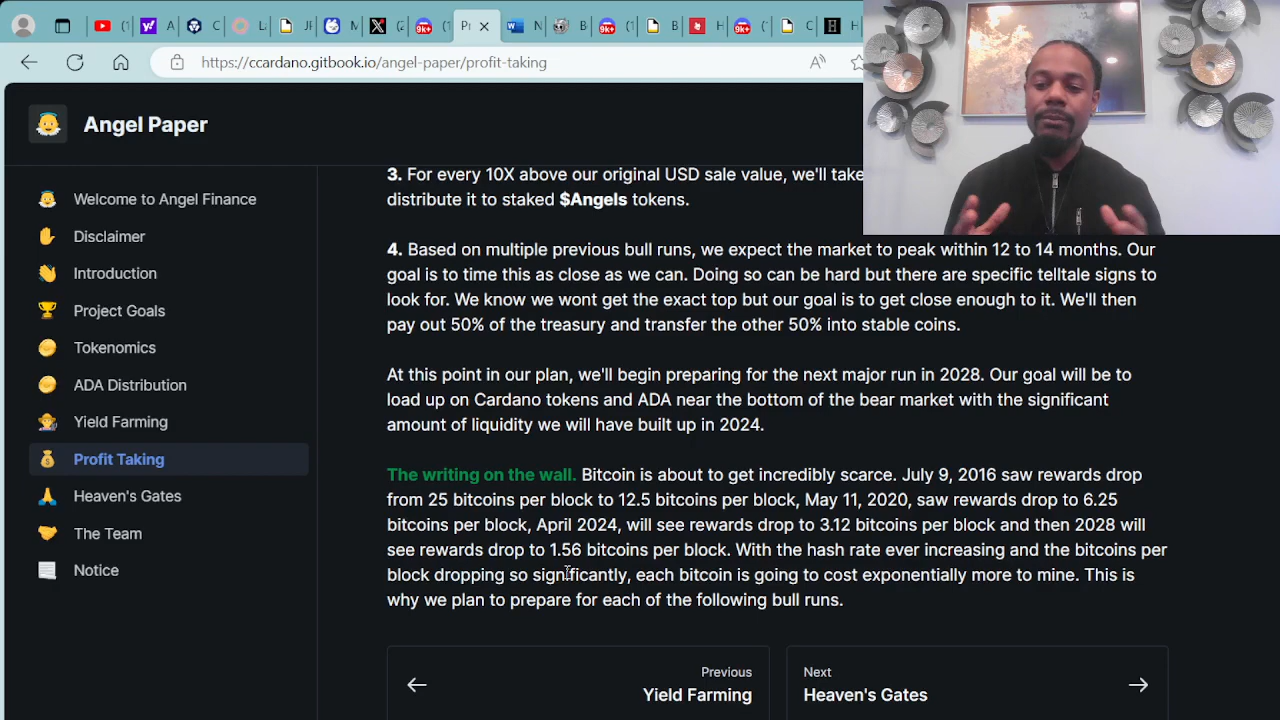 9+
P
N
B
9+
B
H
9+
C
H
https://ccardano.gitbook.io/angel-paper/profit-taking
Angel Paper
Welcome to Angel Finance
Disclaimer
Introduction
Project Goals
Tokenomics
ADA Distribution
Yield Farming
Profit Taking
Heaven's Gates
The Team
Notice
3. For every 10X above our original USD sale value, we'll take
distribute it to staked $Angels tokens.
4. Based on multiple previous bull runs, we expect the market to peak within 12 to 14 months. Our
goal is to time this as close as we can. Doing so can be hard but there are specific telltale signs to
look for. We know we wont get the exact top but our goal is to get close enough to it. We'll then
pay out 50% of the treasury and transfer the other 50% into stable coins.
At this point in our plan, we'll begin preparing for the next major run in 2028. Our goal will be to
load up on Cardano tokens and ADA near the bottom of the bear market with the significant
amount of liquidity we will have built up in 2024.
The writing on the wall. Bitcoin is about to get incredibly scarce. July 9, 2016 saw rewards drop
from 25 bitcoins per block to 12.5 bitcoins per block, May 11, 2020, saw rewards drop to 6.25
bitcoins per block, April 2024, will see rewards drop to 3.12 bitcoins per block and then 2028 will
see rewards drop to 1.56 bitcoins per block. With the hash rate ever increasing and the bitcoins per
block dropping so significantly, each bitcoin is going to cost exponentially more to mine. This is
why we plan to prepare for each of the following bull runs.
Previous
Yield Farming
Next
Heaven's Gates